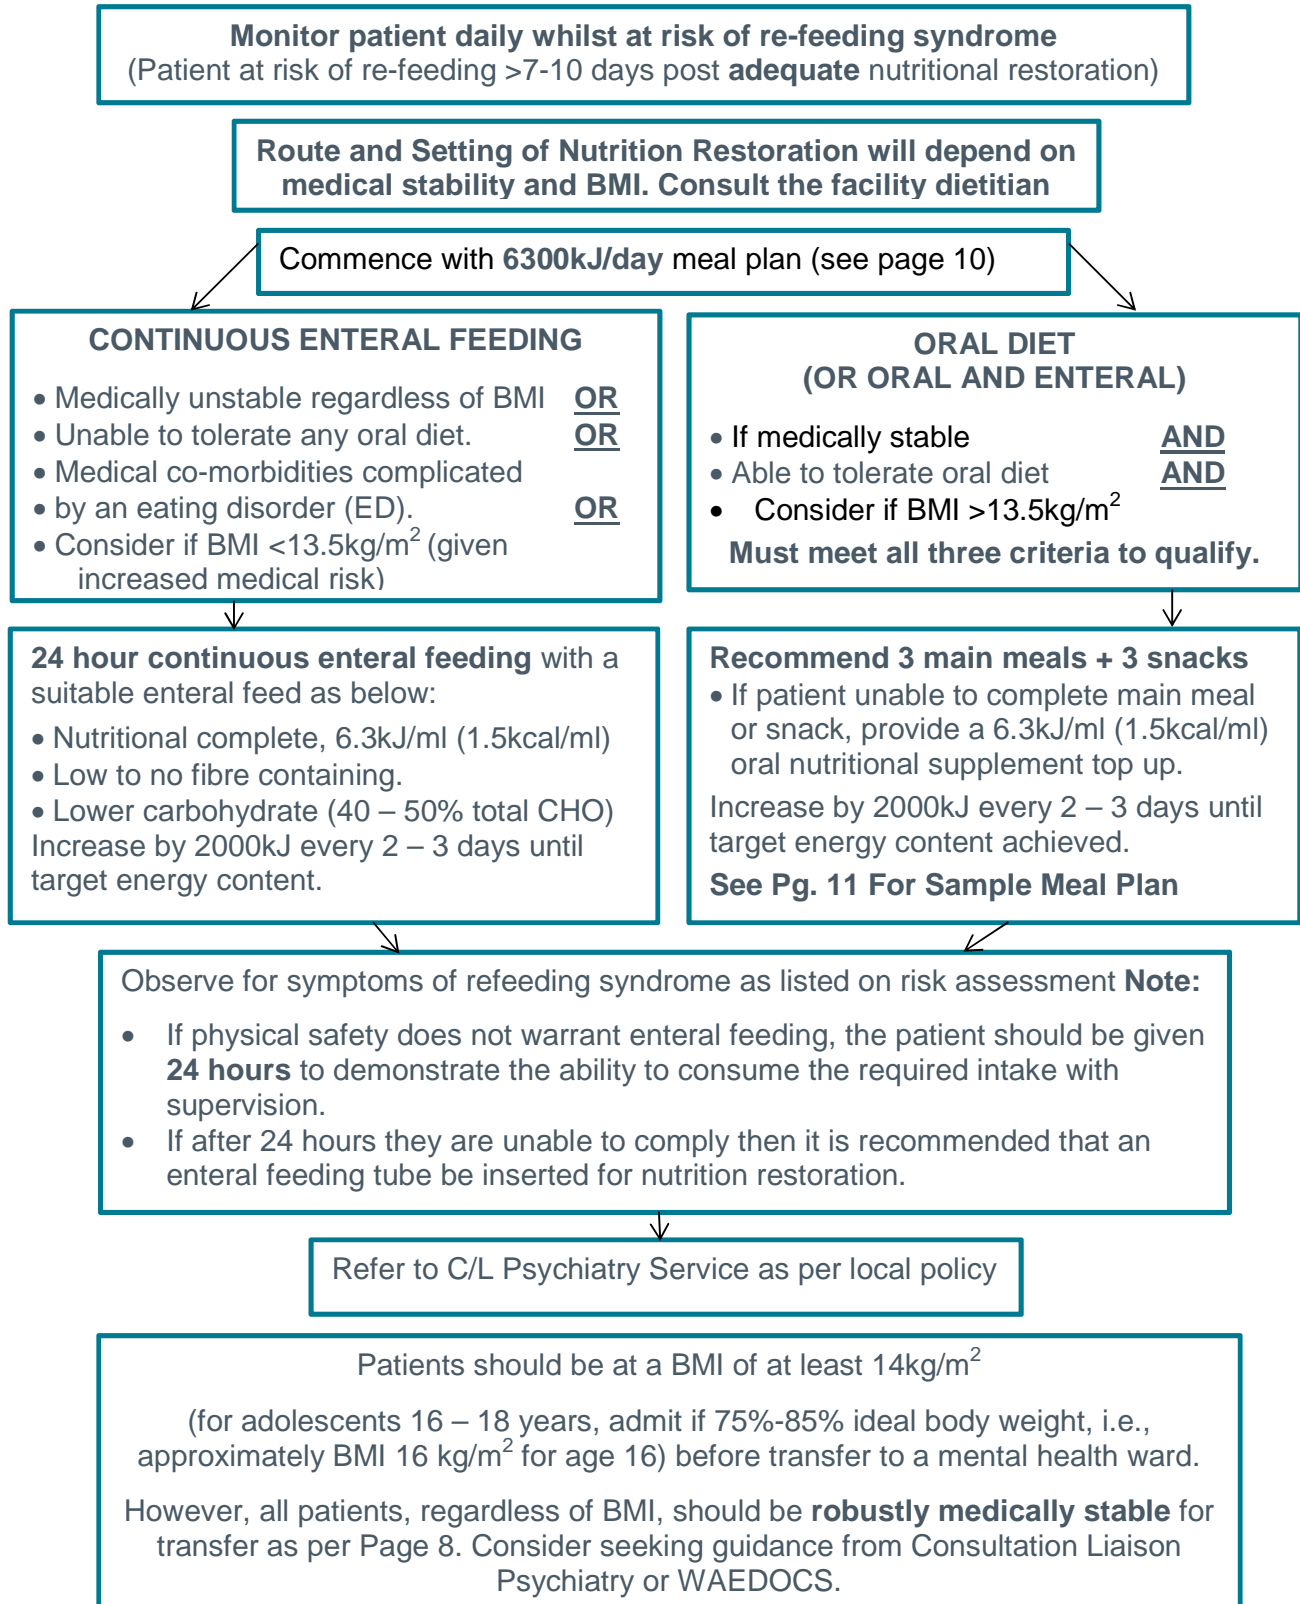 Monitor patient daily whilst at risk of re-feeding syndrome
(Patient at risk of re-feeding >7-10 days post adequate nutritional restoration)
Route and Setting of Nutrition Restoration will depend on
medical stability and BMI. Consult the facility dietitian
Commence with 6300kJ/day meal plan (see page 10)
CONTINUOUS ENTERAL FEEDING
• Medically unstable regardless of BMI OR
• Unable to tolerate any oral diet. OR
• Medical co-morbidities complicated
• by an eating disorder (ED). OR
• Consider if BMI <13.5kg/m² (given
increased medical risk)
ORAL DIET
(OR ORAL AND ENTERAL)
• If medically stable AND
• Able to tolerate oral diet AND
• Consider if BMI >13.5kg/m²
Must meet all three criteria to qualify.
24 hour continuous enteral feeding with a
suitable enteral feed as below:
• Nutritional complete, 6.3kJ/ml (1.5kcal/ml)
• Low to no fibre containing.
• Lower carbohydrate (40 – 50% total CHO)
Increase by 2000kJ every 2 – 3 days until
target energy content.
Recommend 3 main meals + 3 snacks
• If patient unable to complete main meal
or snack, provide a 6.3kJ/ml (1.5kcal/ml)
oral nutritional supplement top up.
Increase by 2000kJ every 2 – 3 days until
target energy content achieved.
See Pg. 11 For Sample Meal Plan
Observe for symptoms of refeeding syndrome as listed on risk assessment Note:
• If physical safety does not warrant enteral feeding, the patient should be given
24 hours to demonstrate the ability to consume the required intake with
supervision.
• If after 24 hours they are unable to comply then it is recommended that an
enteral feeding tube be inserted for nutrition restoration.
Refer to C/L Psychiatry Service as per local policy
Patients should be at a BMI of at least 14kg/m²
(for adolescents 16 – 18 years, admit if 75%-85% ideal body weight, i.e.,
approximately BMI 16 kg/m² for age 16) before transfer to a mental health ward.
However, all patients, regardless of BMI, should be robustly medically stable for
transfer as per Page 8. Consider seeking guidance from Consultation Liaison
Psychiatry or WAEDOCS.